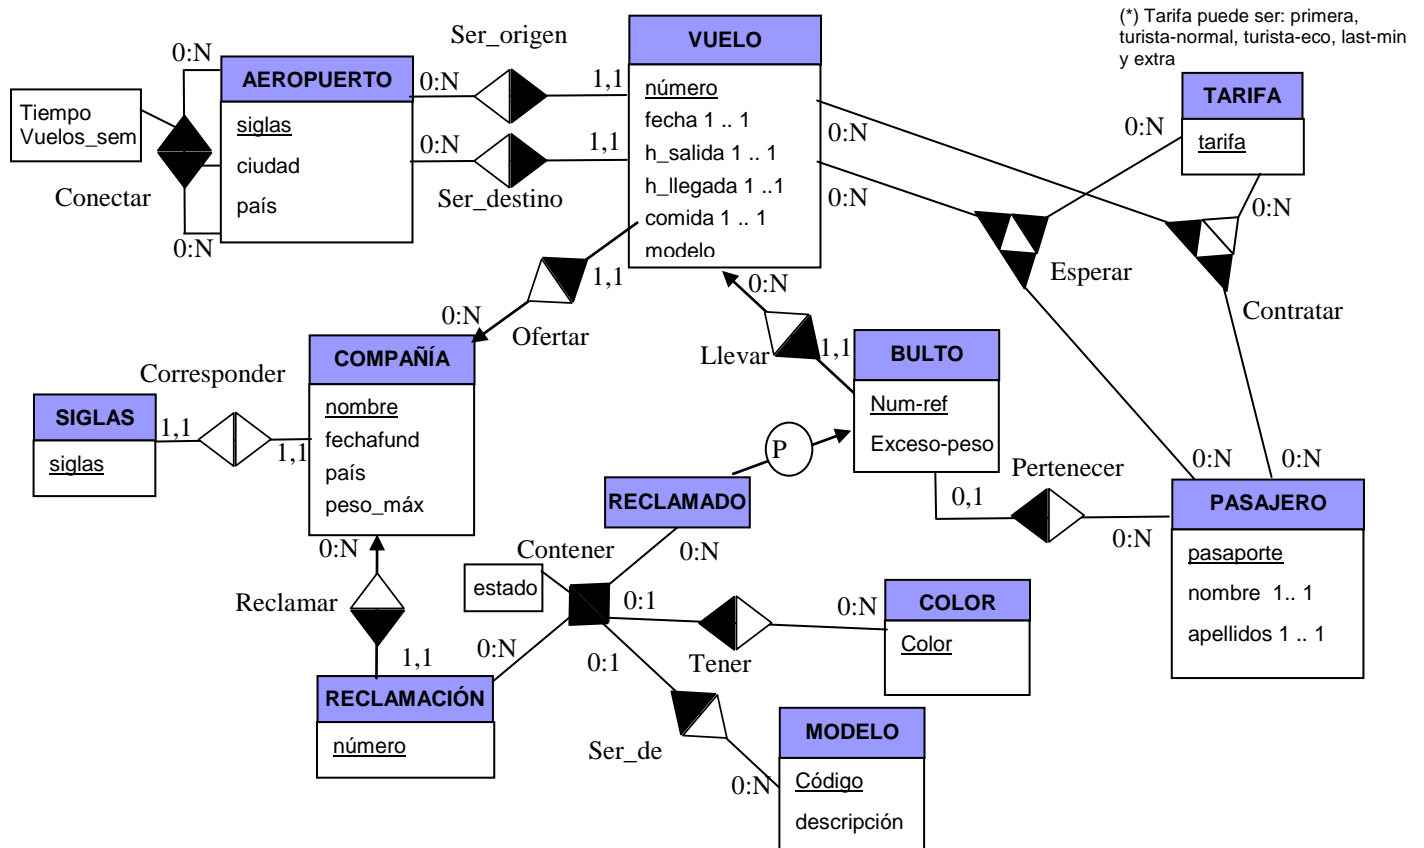 (*) Tarifa puede ser: primera,
turista-normal, turista-eco, last-min
y extra
Ser_origen
VUELO
0:N
AEROPUERTO
0:N
1,1
número
TARIFA
Tiempo
Vuelos_sem
siglas
fecha 1 .. 1
0:N
0:N
tarifa
ciudad
0:N
1,1
h_salida 1 .. 1
Conectar
país
Ser_destino
h_llegada 1 ..1
0:N
0:N
0:N
comida 1 .. 1
modelo
1,1
0:N
Esperar
Contratar
0:N
Ofertar
COMPAÑÍA
Llevar
1,1
BULTO
Corresponder
SIGLAS
siglas
1,1
1,1
nombre
fechafund
país
peso_máx
Num-ref
Exceso-peso
P
Pertenecer
0:N
0:N
RECLAMADO
0,1
0:N
PASAJERO
0:N
Contener
0:N
pasaporte
nombre 1.. 1
apellidos 1 .. 1
Reclamar
estado
0:1
0:N
COLOR
Color
Tener
1,1
0:N
0:1
RECLAMACIÓN
número
Ser_de
0:N
MODELO
Código
descripción